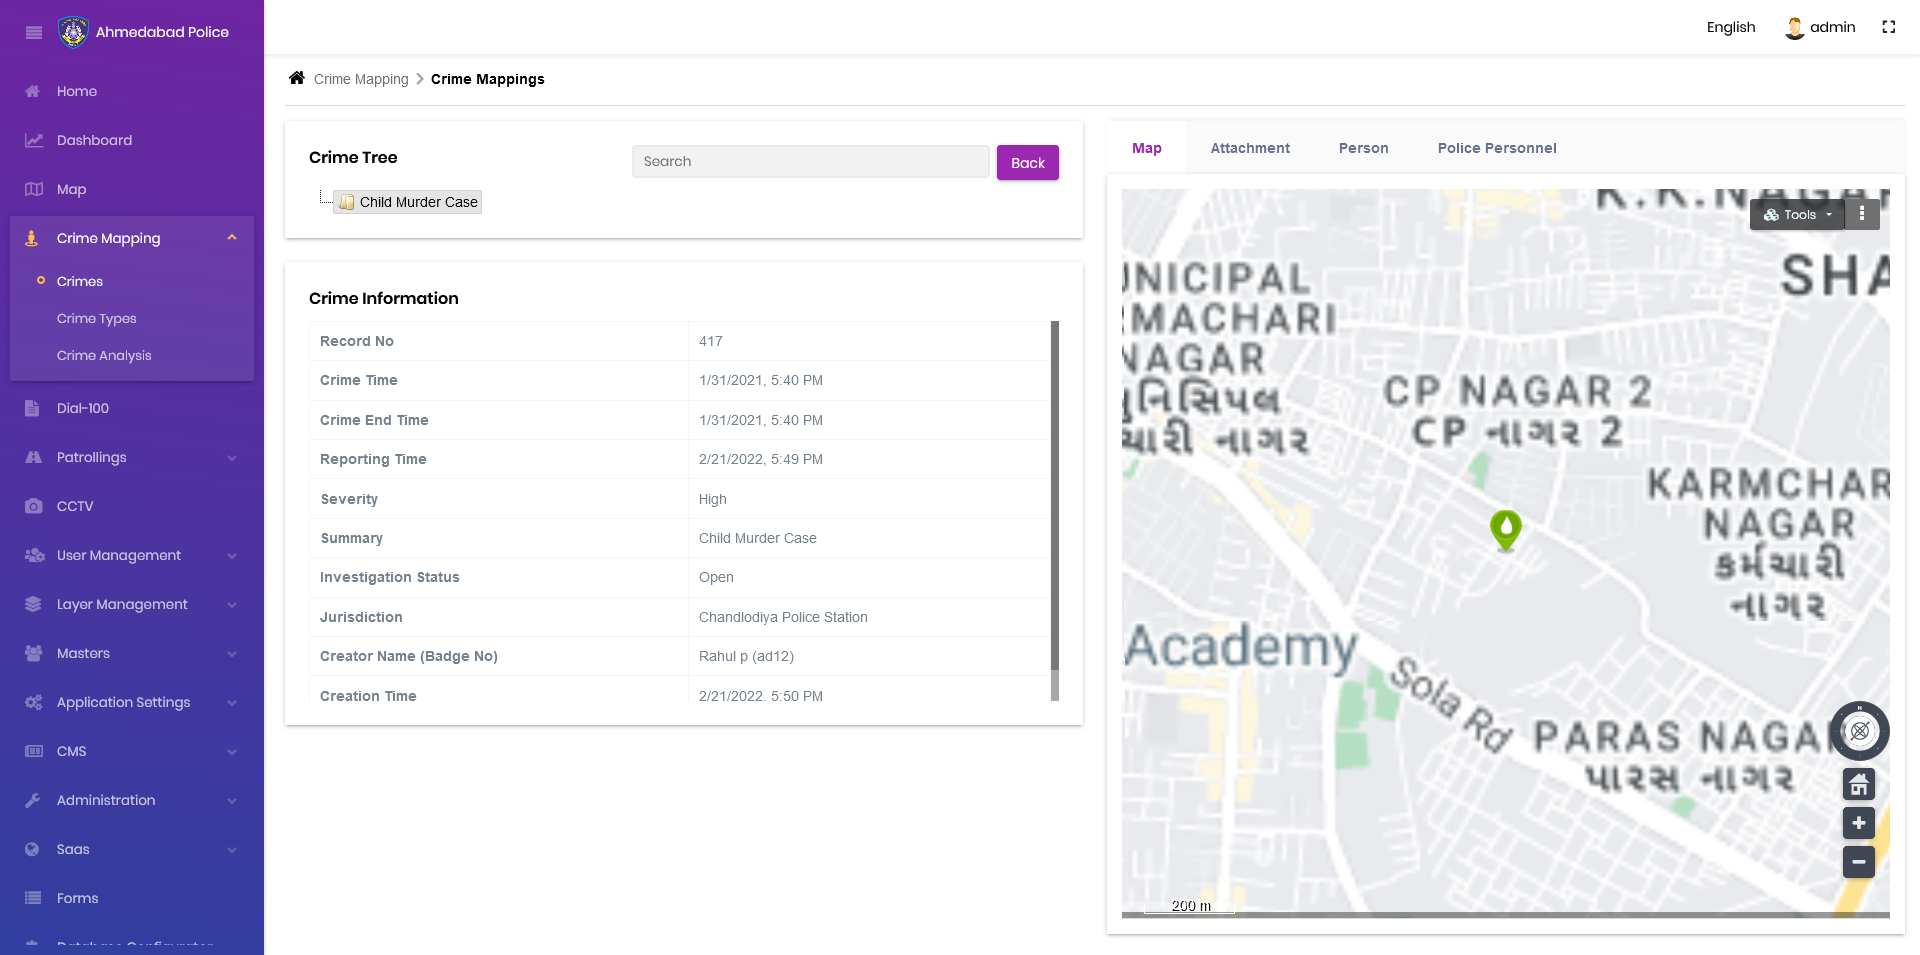 Ahmedabad Police
English
admin
Home
Dashboard
Map
Crime Mapping
Crimes
Crime Types
Crime Analysis
Dial-100
Patrollings
CCTV
User Management
Layer Management
Masters
Application Settings
CMS
Administration
Saas
Forms
Database Configurator
Crime Mapping
Crime Mappings
Crime Tree
Search
Back
Child Murder Case
Crime Information
Record No 417
Crime Time 1/31/2021, 5:40 PM
Crime End Time 1/31/2021, 5:40 PM
Reporting Time 2/21/2022, 5:49 PM
Severity High
Summary Child Murder Case
Investigation Status Open
Jurisdiction Chandlodiya Police Station
Creator Name (Badge No) Rahul p (ad12)
Creation Time 2/21/2022, 5:50 PM
Map Attachment Person Police Personnel
K.K.NAGAR
Tools
SHA
UNICIPAL
RMACHARI
NAGAR
મુનિસિપલ
ચારી નાગર
CP NAGAR 2
CP નાગર 2
KARMCHAR
NAGAR
કર્મચારી
નાગર
Academy
Sola Rd
PARAS NAGAR
પારસ નાગર
N
200 m